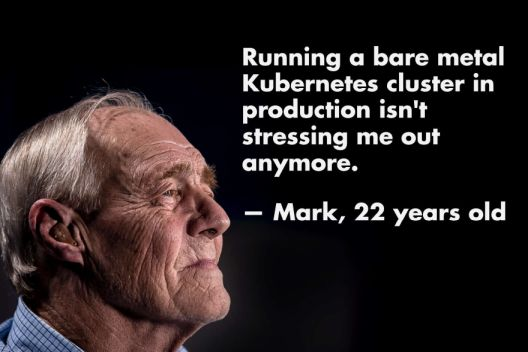 Running a bare metal
Kubernetes cluster in
production isn't
stressing me out
anymore.
— Mark, 22 years old